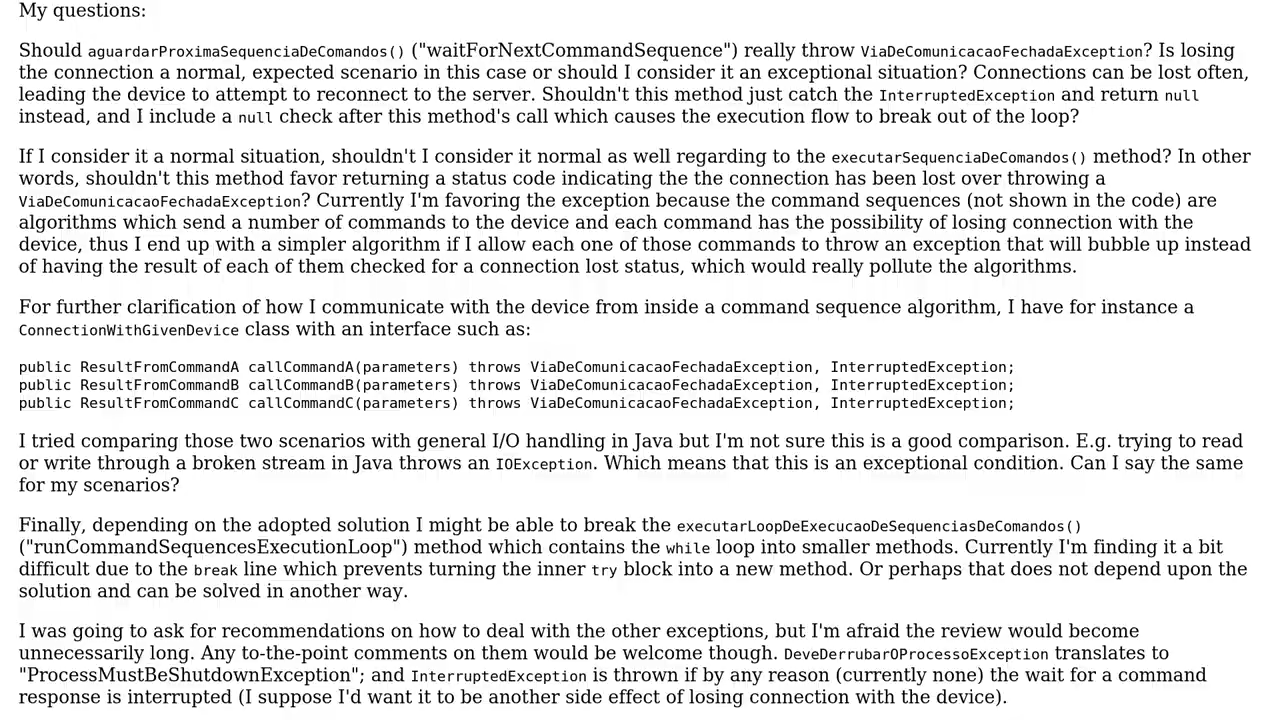 My questions:
Should aguardarProximaSequenciaDeComandos() ("waitForNextCommandSequence") really throw ViaDeComunicacaoFechadaException? Is losing
the connection a normal, expected scenario in this case or should I consider it an exceptional situation? Connections can be lost often,
leading the device to attempt to reconnect to the server. Shouldn't this method just catch the InterruptedException and return null
instead, and I include a null check after this method's call which causes the execution flow to break out of the loop?
If I consider it a normal situation, shouldn't I consider it normal as well regarding to the executarSequenciaDeComandos() method? In other
words, shouldn't this method favor returning a status code indicating the the connection has been lost over throwing a
ViaDeComunicacaoFechadaException? Currently I'm favoring the exception because the command sequences (not shown in the code) are
algorithms which send a number of commands to the device and each command has the possibility of losing connection with the
device, thus I end up with a simpler algorithm if I allow each one of those commands to throw an exception that will bubble up instead
of having the result of each of them checked for a connection lost status, which would really pollute the algorithms.
For further clarification of how I communicate with the device from inside a command sequence algorithm, I have for instance a
ConnectionWithGivenDevice class with an interface such as:
public ResultFromCommandA callCommandA(parameters) throws ViaDeComunicacaoFechadaException, InterruptedException;
public ResultFromCommandB callCommandB(parameters) throws ViaDeComunicacaoFechadaException, InterruptedException;
public ResultFromCommandC callCommandC(parameters) throws ViaDeComunicacaoFechadaException, InterruptedException;
I tried comparing those two scenarios with general I/O handling in Java but I'm not sure this is a good comparison. E.g. trying to read
or write through a broken stream in Java throws an IOException. Which means that this is an exceptional condition. Can I say the same
for my scenarios?
Finally, depending on the adopted solution I might be able to break the executarLoopDeExecucaoDeSequenciasDeComandos()
("runCommandSequencesExecutionLoop") method which contains the while loop into smaller methods. Currently I'm finding it a bit
difficult due to the break line which prevents turning the inner try block into a new method. Or perhaps that does not depend upon the
solution and can be solved in another way.
I was going to ask for recommendations on how to deal with the other exceptions, but I'm afraid the review would become
unnecessarily long. Any to-the-point comments on them would be welcome though. DeveDerrubarOProcessoException translates to
"ProcessMustBeShutdownException"; and InterruptedException is thrown if by any reason (currently none) the wait for a command
response is interrupted (I suppose I'd want it to be another side effect of losing connection with the device).